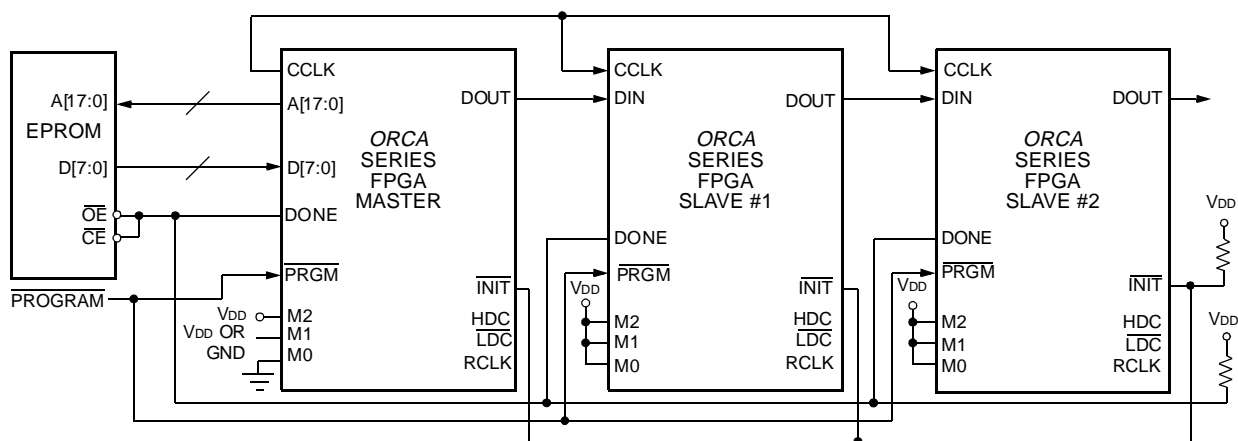 A[17:0]
EPROM
D[7:0]
OE
CE
PROGRAM
CCLK
A[17:0]
DOUT
ORCA
SERIES
FPGA
MASTER
D[7:0]
DONE
PRGM
INIT
VDD
M2
VDD OR
GND
M1
M0
HDC
LDC
RCLK
CCLK
DIN
DOUT
ORCA
SERIES
FPGA
SLAVE #1
DONE
PRGM
INIT
VDD
M2
M1
M0
HDC
LDC
RCLK
CCLK
DIN
DOUT
ORCA
SERIES
FPGA
SLAVE #2
DONE
PRGM
INIT
VDD
M2
M1
M0
HDC
LDC
RCLK
VDD
VDD